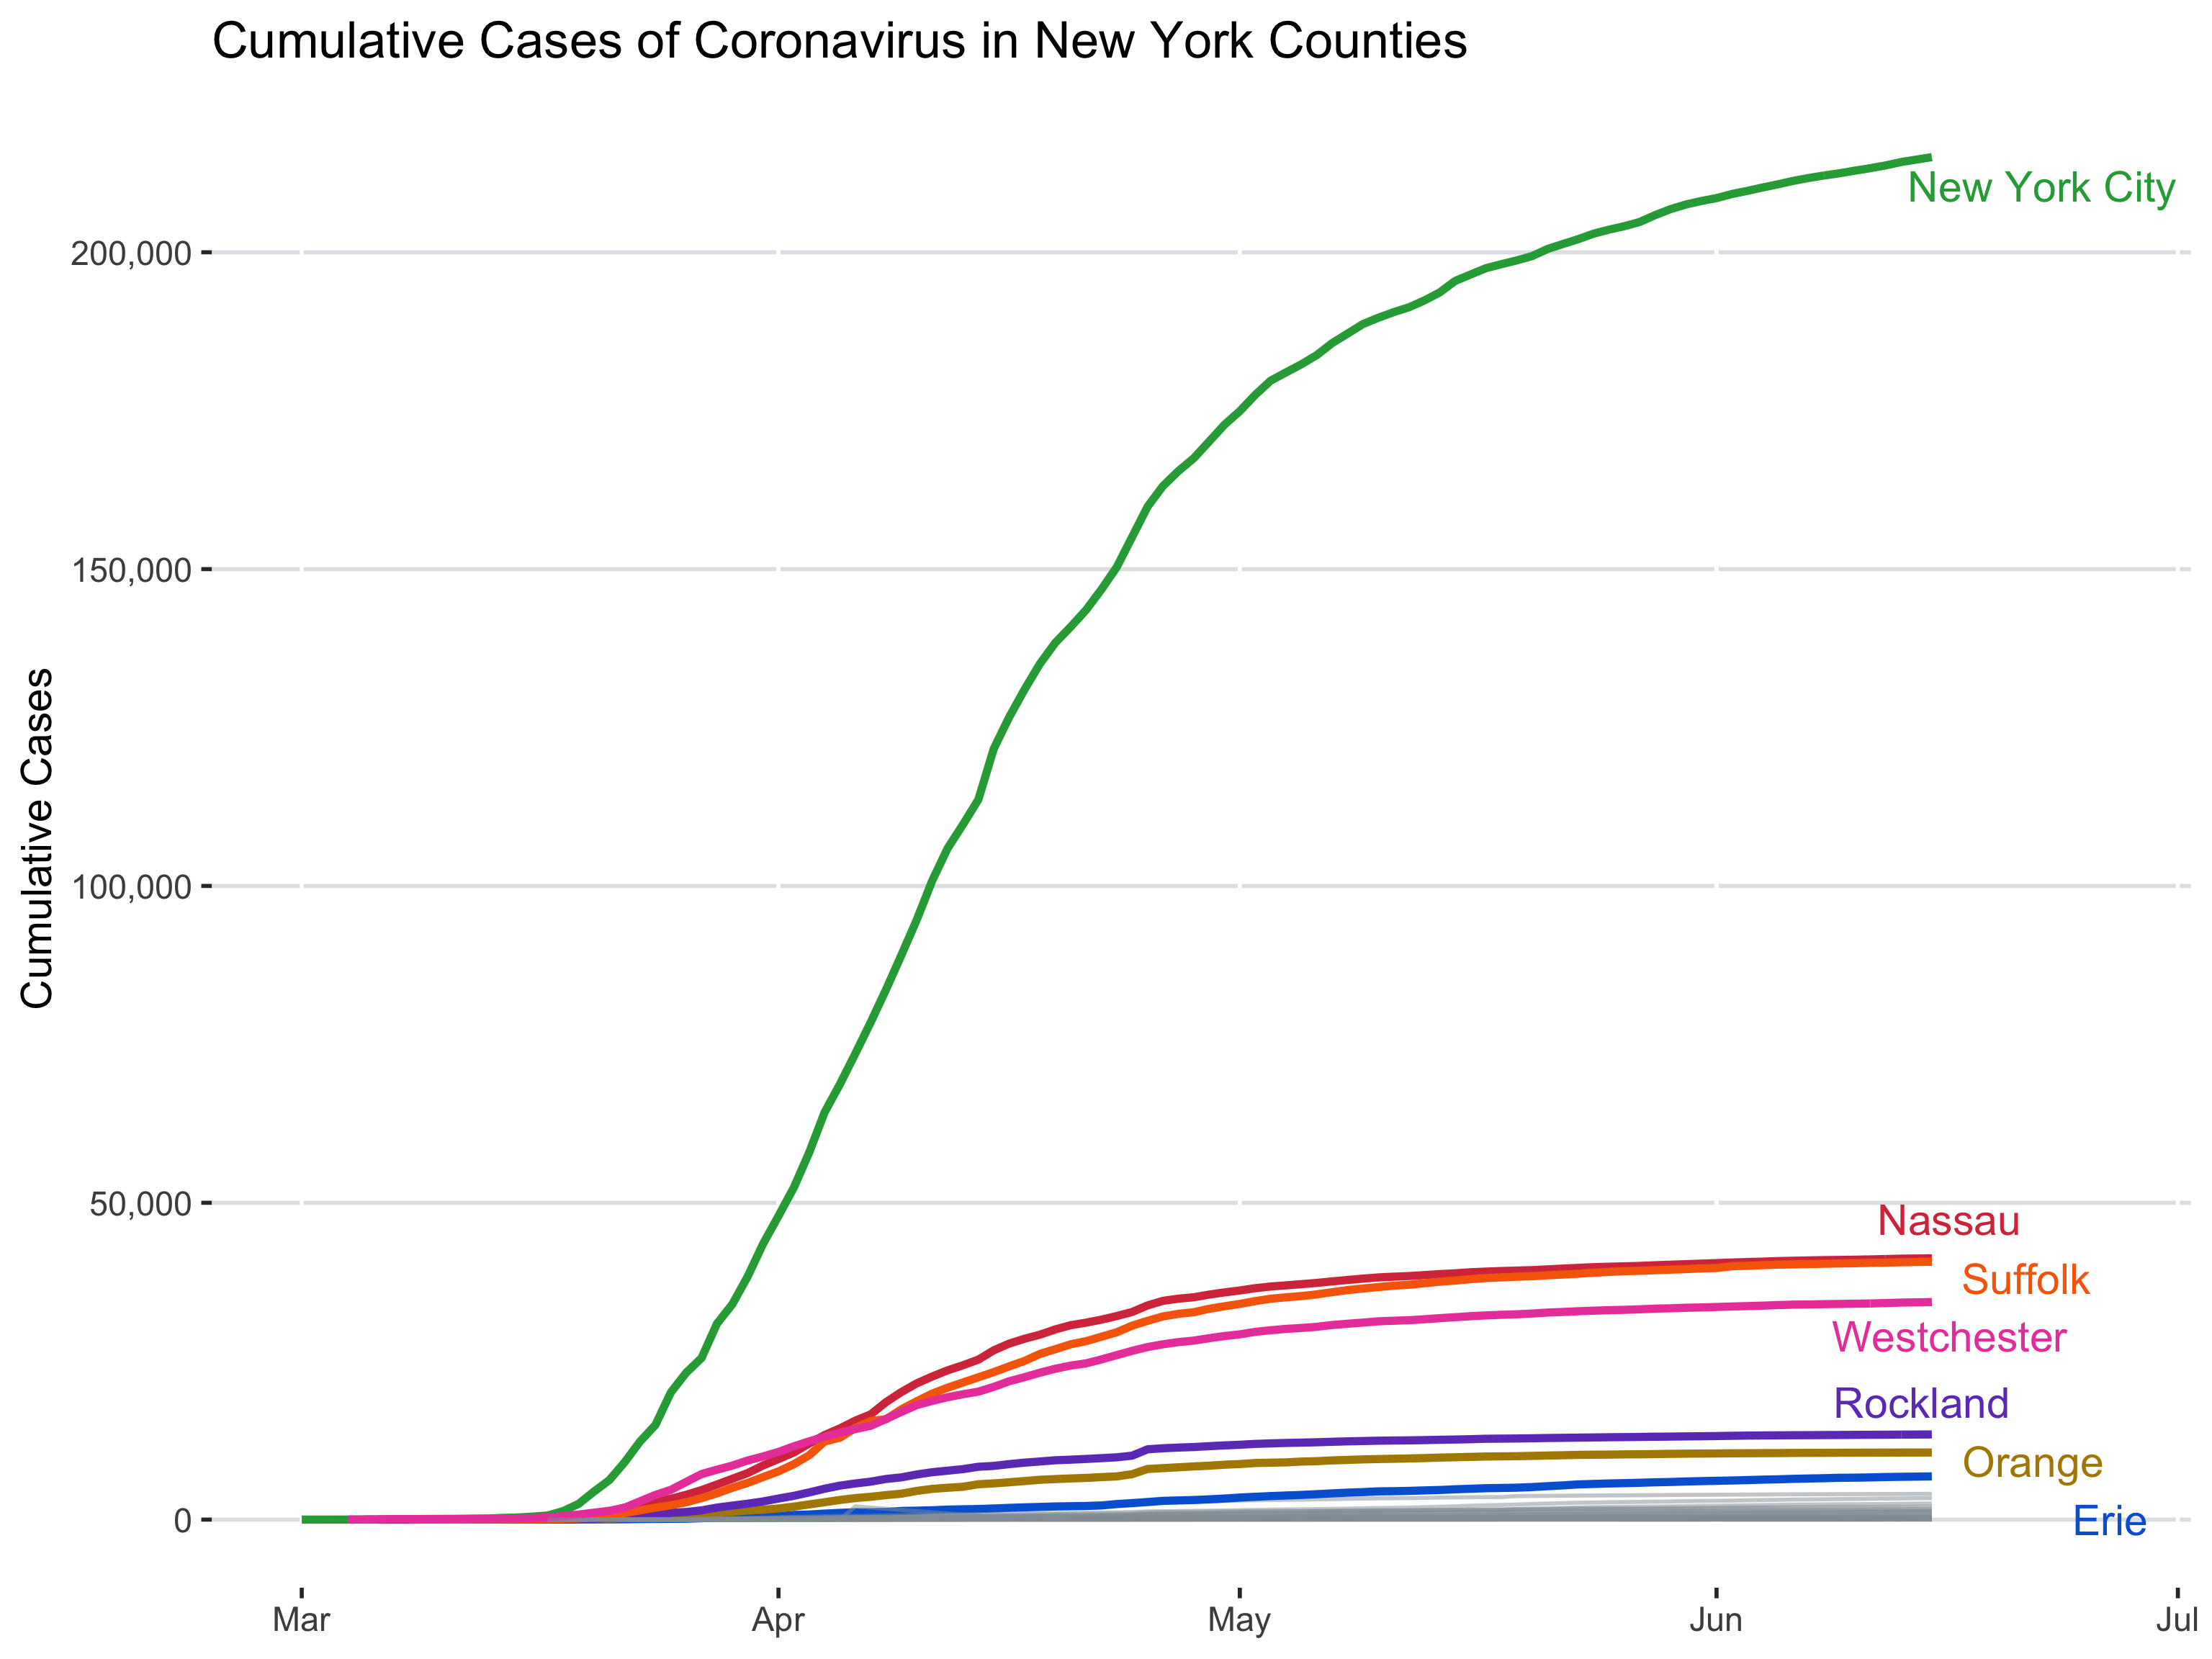 Cumulative Cases of Coronavirus in New York Counties
Cumulative Cases
200,000
150,000
100,000
50,000
0
New York City
Nassau
Suffolk
Westchester
Rockland
Orange
Erie
Mar
Apr
May
Jun
Jul